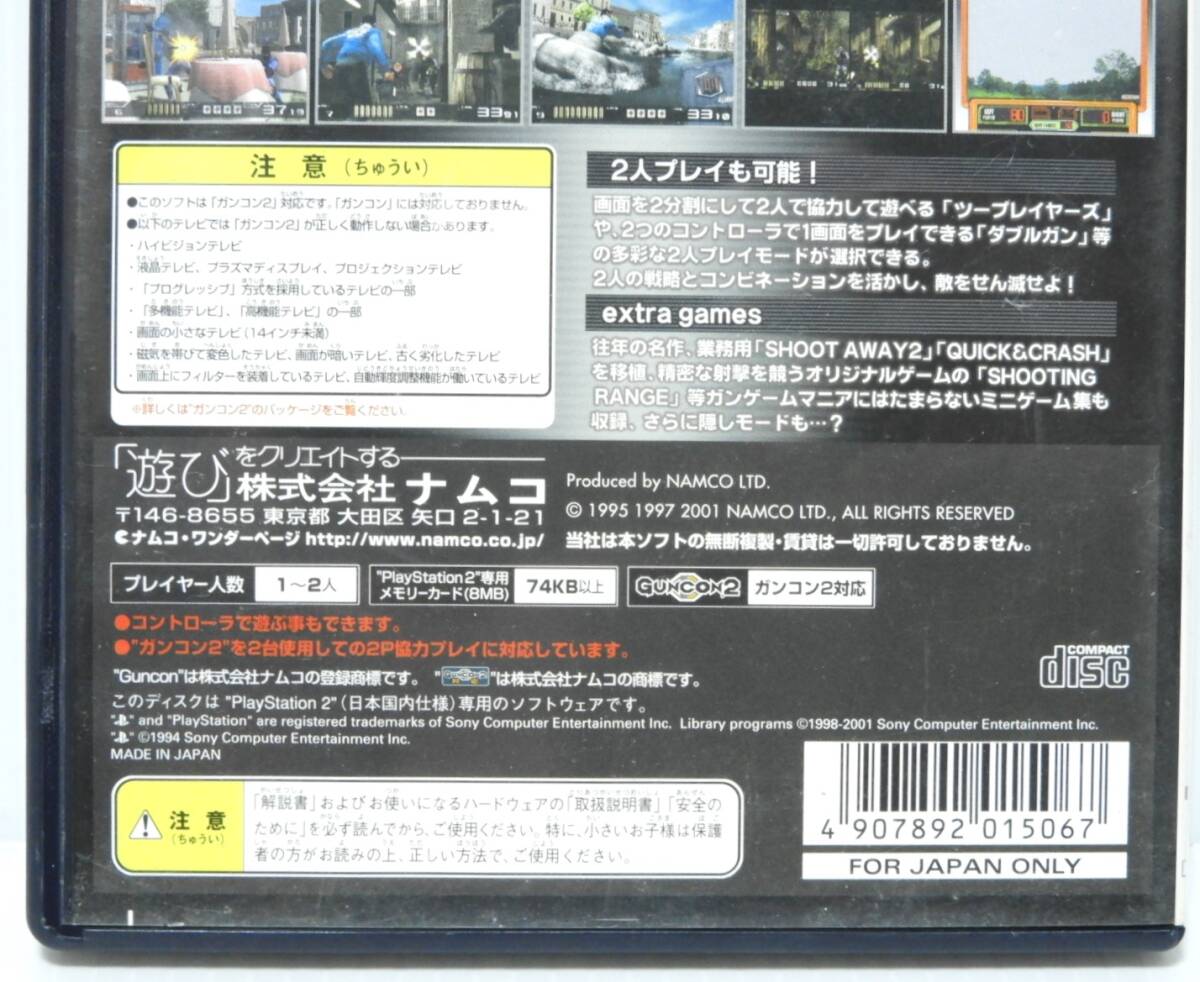 注 意 (ちゅうい)
●このソフトは「ガンコン2」対応です。「ガンコン」には対応しておりません。
●以下のテレビでは「ガンコン2」が正しく動作しない場合があります。
・ハイビジョンテレビ
・液晶テレビ、プラズマディスプレイ、プロジェクションテレビ
・「プログレッシブ」方式を採用しているテレビの一部
・「多機能テレビ」、「高機能テレビ」の一部
・画面の小さなテレビ(14インチ未満)
・磁気を帯びて変色したテレビ、画面が暗いテレビ、古く劣化したテレビ
・画面上にフィルターを装着しているテレビ、自動輝度調整機能が働いているテレビ
※詳しくは"ガンコン2"のパッケージをご覧ください。
2人プレイも可能!
画面を2分割にして2人で協力して遊べる「ツープレイヤーズ」
や、2つのコントローラで1画面をプレイできる「ダブルガン」等
の多彩な2人プレイモードが選択できる。
2人の戦略とコンビネーションを活かし、敵をせん滅せよ!
extra games
往年の名作、業務用「SHOOT AWAY2」「QUICK&CRASH」
を移植、精密な射撃を競うオリジナルゲームの「SHOOTING
RANGE」等ガンゲームマニアにはたまらないミニゲーム集も
収録、さらに隠しモードも…?
「遊び」をクリエイトする
株式会社 ナムコ
〒146-8655 東京都 大田区 矢口 2-1-21
ナムコ・ワンダーページ http://www.namco.co.jp/
Produced by NAMCO LTD.
© 1995 1997 2001 NAMCO LTD., ALL RIGHTS RESERVED
当社は本ソフトの無断複製・賃貸は一切許可しておりません。
プレイヤー人数 1〜2人
"PlayStation 2"専用
メモリーカード(8MB) 74KB以上
GUNCON2 ガンコン2対応
●コントローラで遊ぶ事もできます。
●"ガンコン2"を2台使用しての2P協力プレイに対応しています。
"Guncon"は株式会社ナムコの登録商標です。 "GUNCON2"は株式会社ナムコの商標です。
このディスクは "PlayStation 2" (日本国内仕様) 専用のソフトウェアです。
" " and "PlayStation" are registered trademarks of Sony Computer Entertainment Inc. Library programs ©1998-2001 Sony Computer Entertainment Inc.
" " ©1994 Sony Computer Entertainment Inc.
MADE IN JAPAN
COMPACT
disc
注 意
(ちゅうい)
「解説書」およびお使いになるハードウェアの「取扱説明書」「安全の
ために」を必ず読んでから、ご使用ください。特に、小さいお子様は保護
者の方がお読みの上、正しい方法で、ご使用ください。
4 907892 015067
FOR JAPAN ONLY